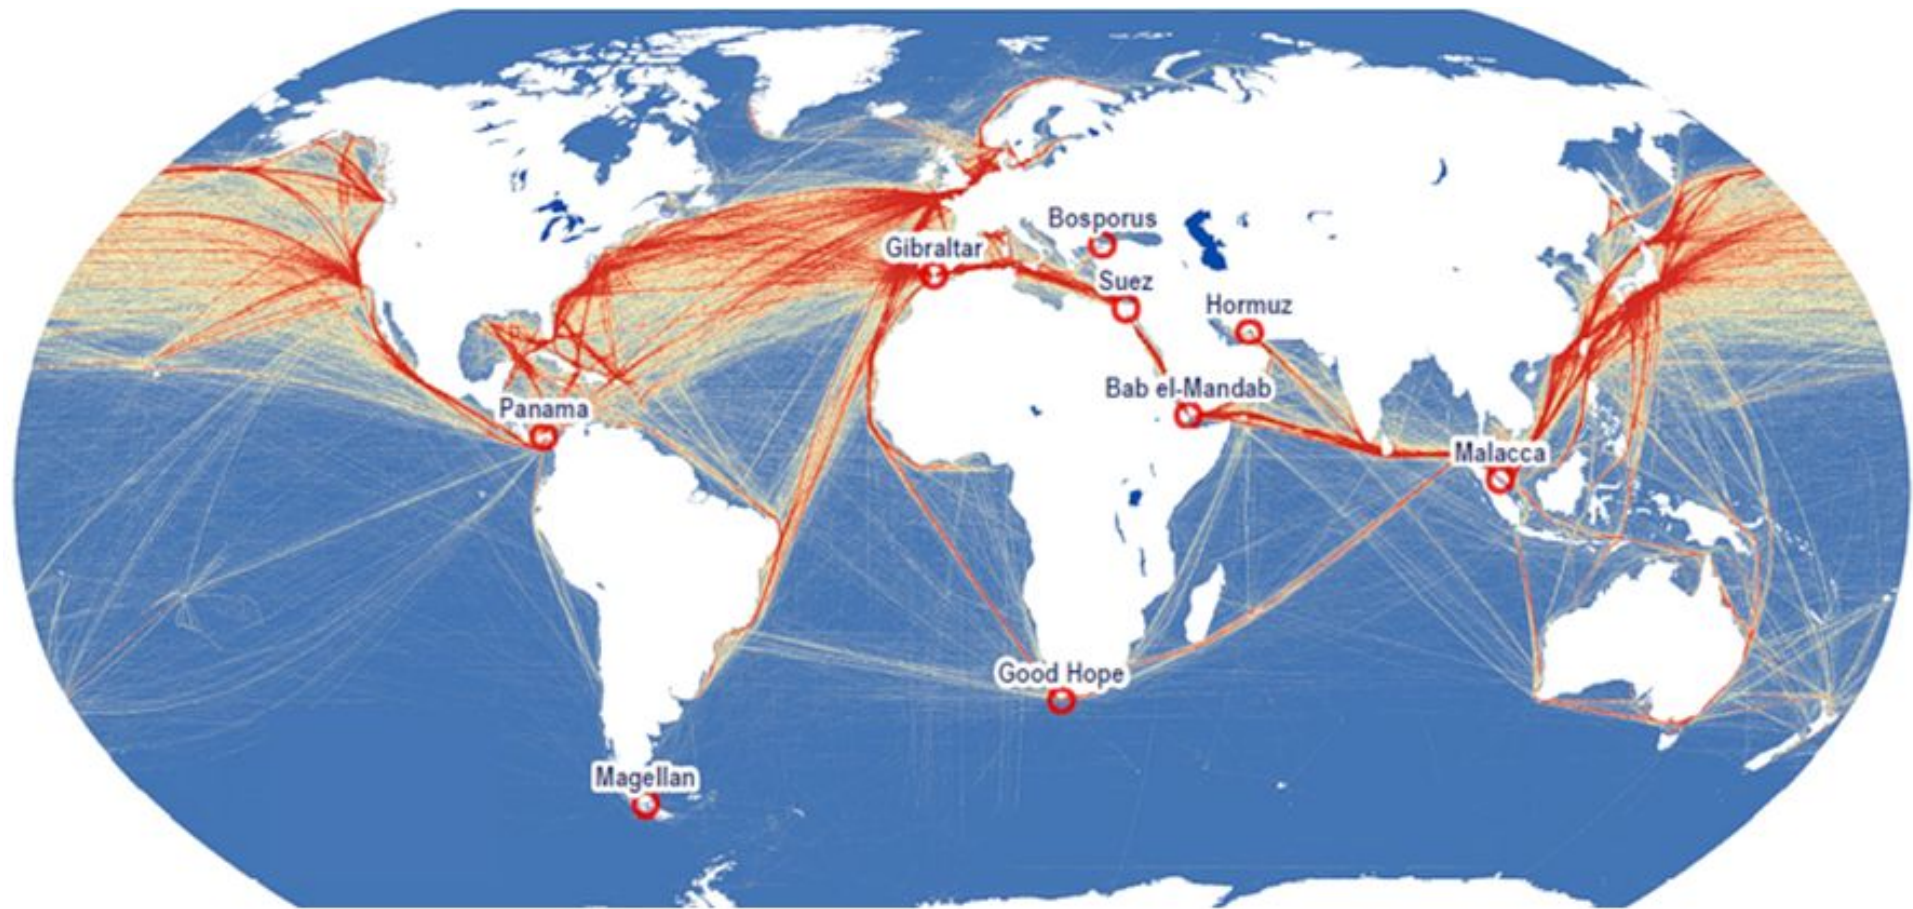 Bosporus
Gibraltar
Suez
Hormuz
Bab el-Mandab
Panama
Malacca
Good Hope
Magellan